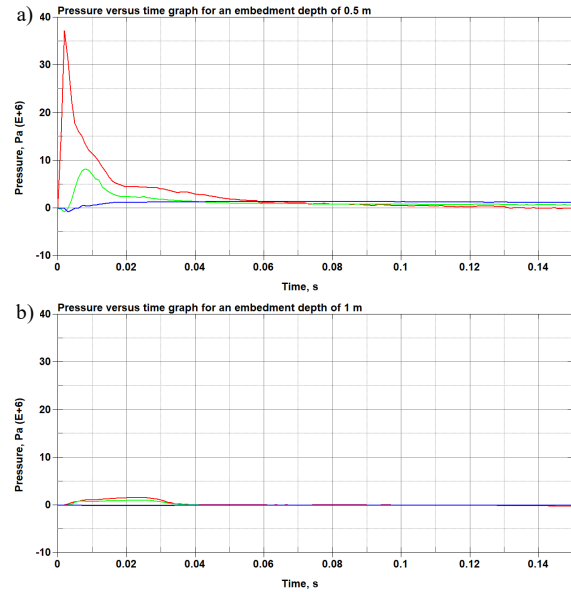 a)
Pressure versus time graph for an embedment depth of 0.5 m
40
30
20
10
0
-10
Pressure, Pa (E+6)
0 0.02 0.04 0.06 0.08 0.1 0.12 0.14
Time, s
b)
Pressure versus time graph for an embedment depth of 1 m
40
30
20
10
0
-10
Pressure, Pa (E+6)
0 0.02 0.04 0.06 0.08 0.1 0.12 0.14
Time, s